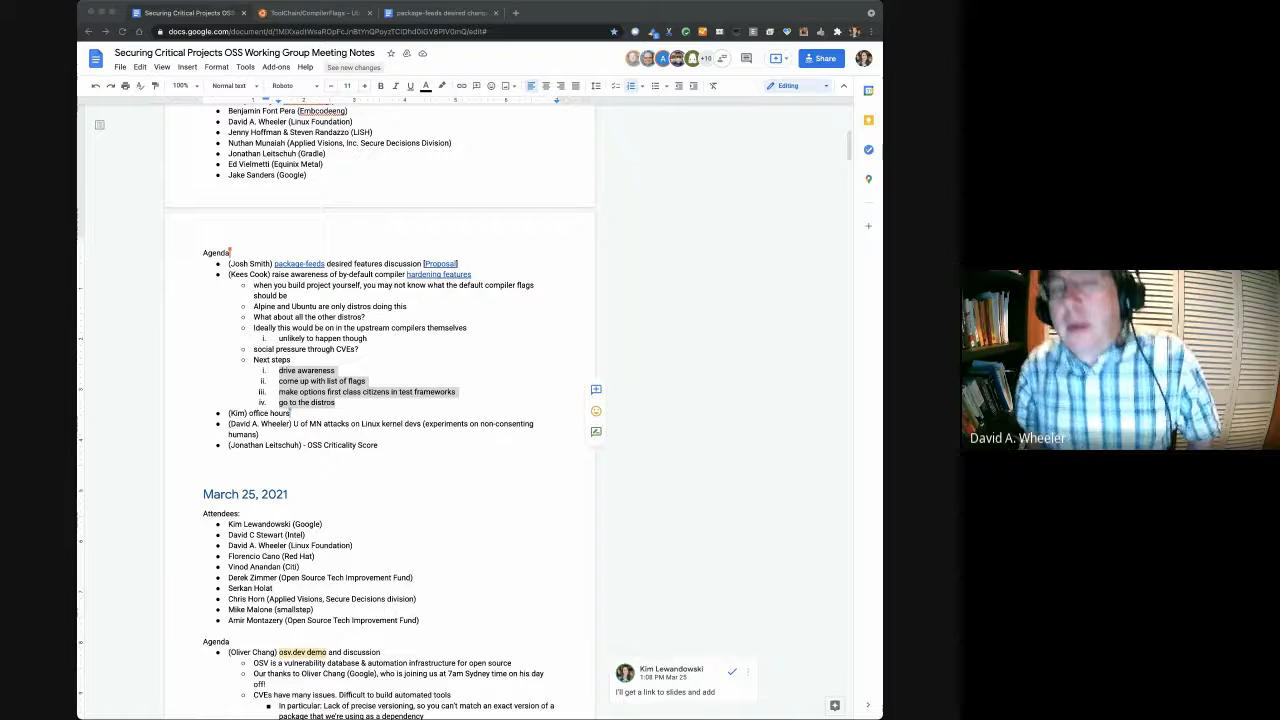 Securing Critical Projects OSS
ToolChain/CompilerFlags - Ub
package-feeds desired chang
Securing Critical Projects OSS Working Group Meeting Notes
File Edit View Insert Format Tools Add-ons Help See new changes
+10
Share
100% Normal text Roboto 11 Editing
Benjamin Font Pera (Embcodeeng)
David A. Wheeler (Linux Foundation)
Jenny Hoffman & Steven Randazzo (LISH)
Nuthan Munaiah (Applied Visions, Inc. Secure Decisions Division)
Jonathan Leitschuh (Gradle)
Ed Vielmetti (Equinix Metal)
Jake Sanders (Google)
Agenda
(Josh Smith) package-feeds desired features discussion [Proposal]
(Kees Cook) raise awareness of by-default compiler hardening features
when you build project yourself, you may not know what the default compiler flags
should be
Alpine and Ubuntu are only distros doing this
What about all the other distros?
Ideally this would be on the upstream compilers themselves
i. unlikely to happen though
social pressure through CVEs?
Next steps
i. drive awareness
ii. come up with list of flags
iii. make options first class citizens in test frameworks
iv. go to the distros
(Kim) office hours
(David A. Wheeler) U of MN attacks on Linux kernel devs (experiments on non-consenting
humans)
(Jonathan Leitschuh) - OSS Criticality Score
March 25, 2021
Attendees:
Kim Lewandowski (Google)
David C Stewart (Intel)
David A. Wheeler (Linux Foundation)
Florencio Cano (Red Hat)
Vinod Anandan (Citi)
Derek Zimmer (Open Source Tech Improvement Fund)
Serkan Holat
Chris Horn (Applied Visions, Secure Decisions division)
Mike Malone (smallstep)
Amir Montazery (Open Source Tech Improvement Fund)
Agenda
(Oliver Chang) osv.dev demo and discussion
OSV is a vulnerability database & automation infrastructure for open source
Our thanks to Oliver Chang (Google), who is joining us at 7am Sydney time on his day
off!
CVEs have many issues. Difficult to build automated tools
In particular: Lack of precise versioning, so you can't match an exact version of a
package that we're using as a dependency
Kim Lewandowski
1:08 PM Mar 25
I'll get a link to slides and add
David A. Wheeler